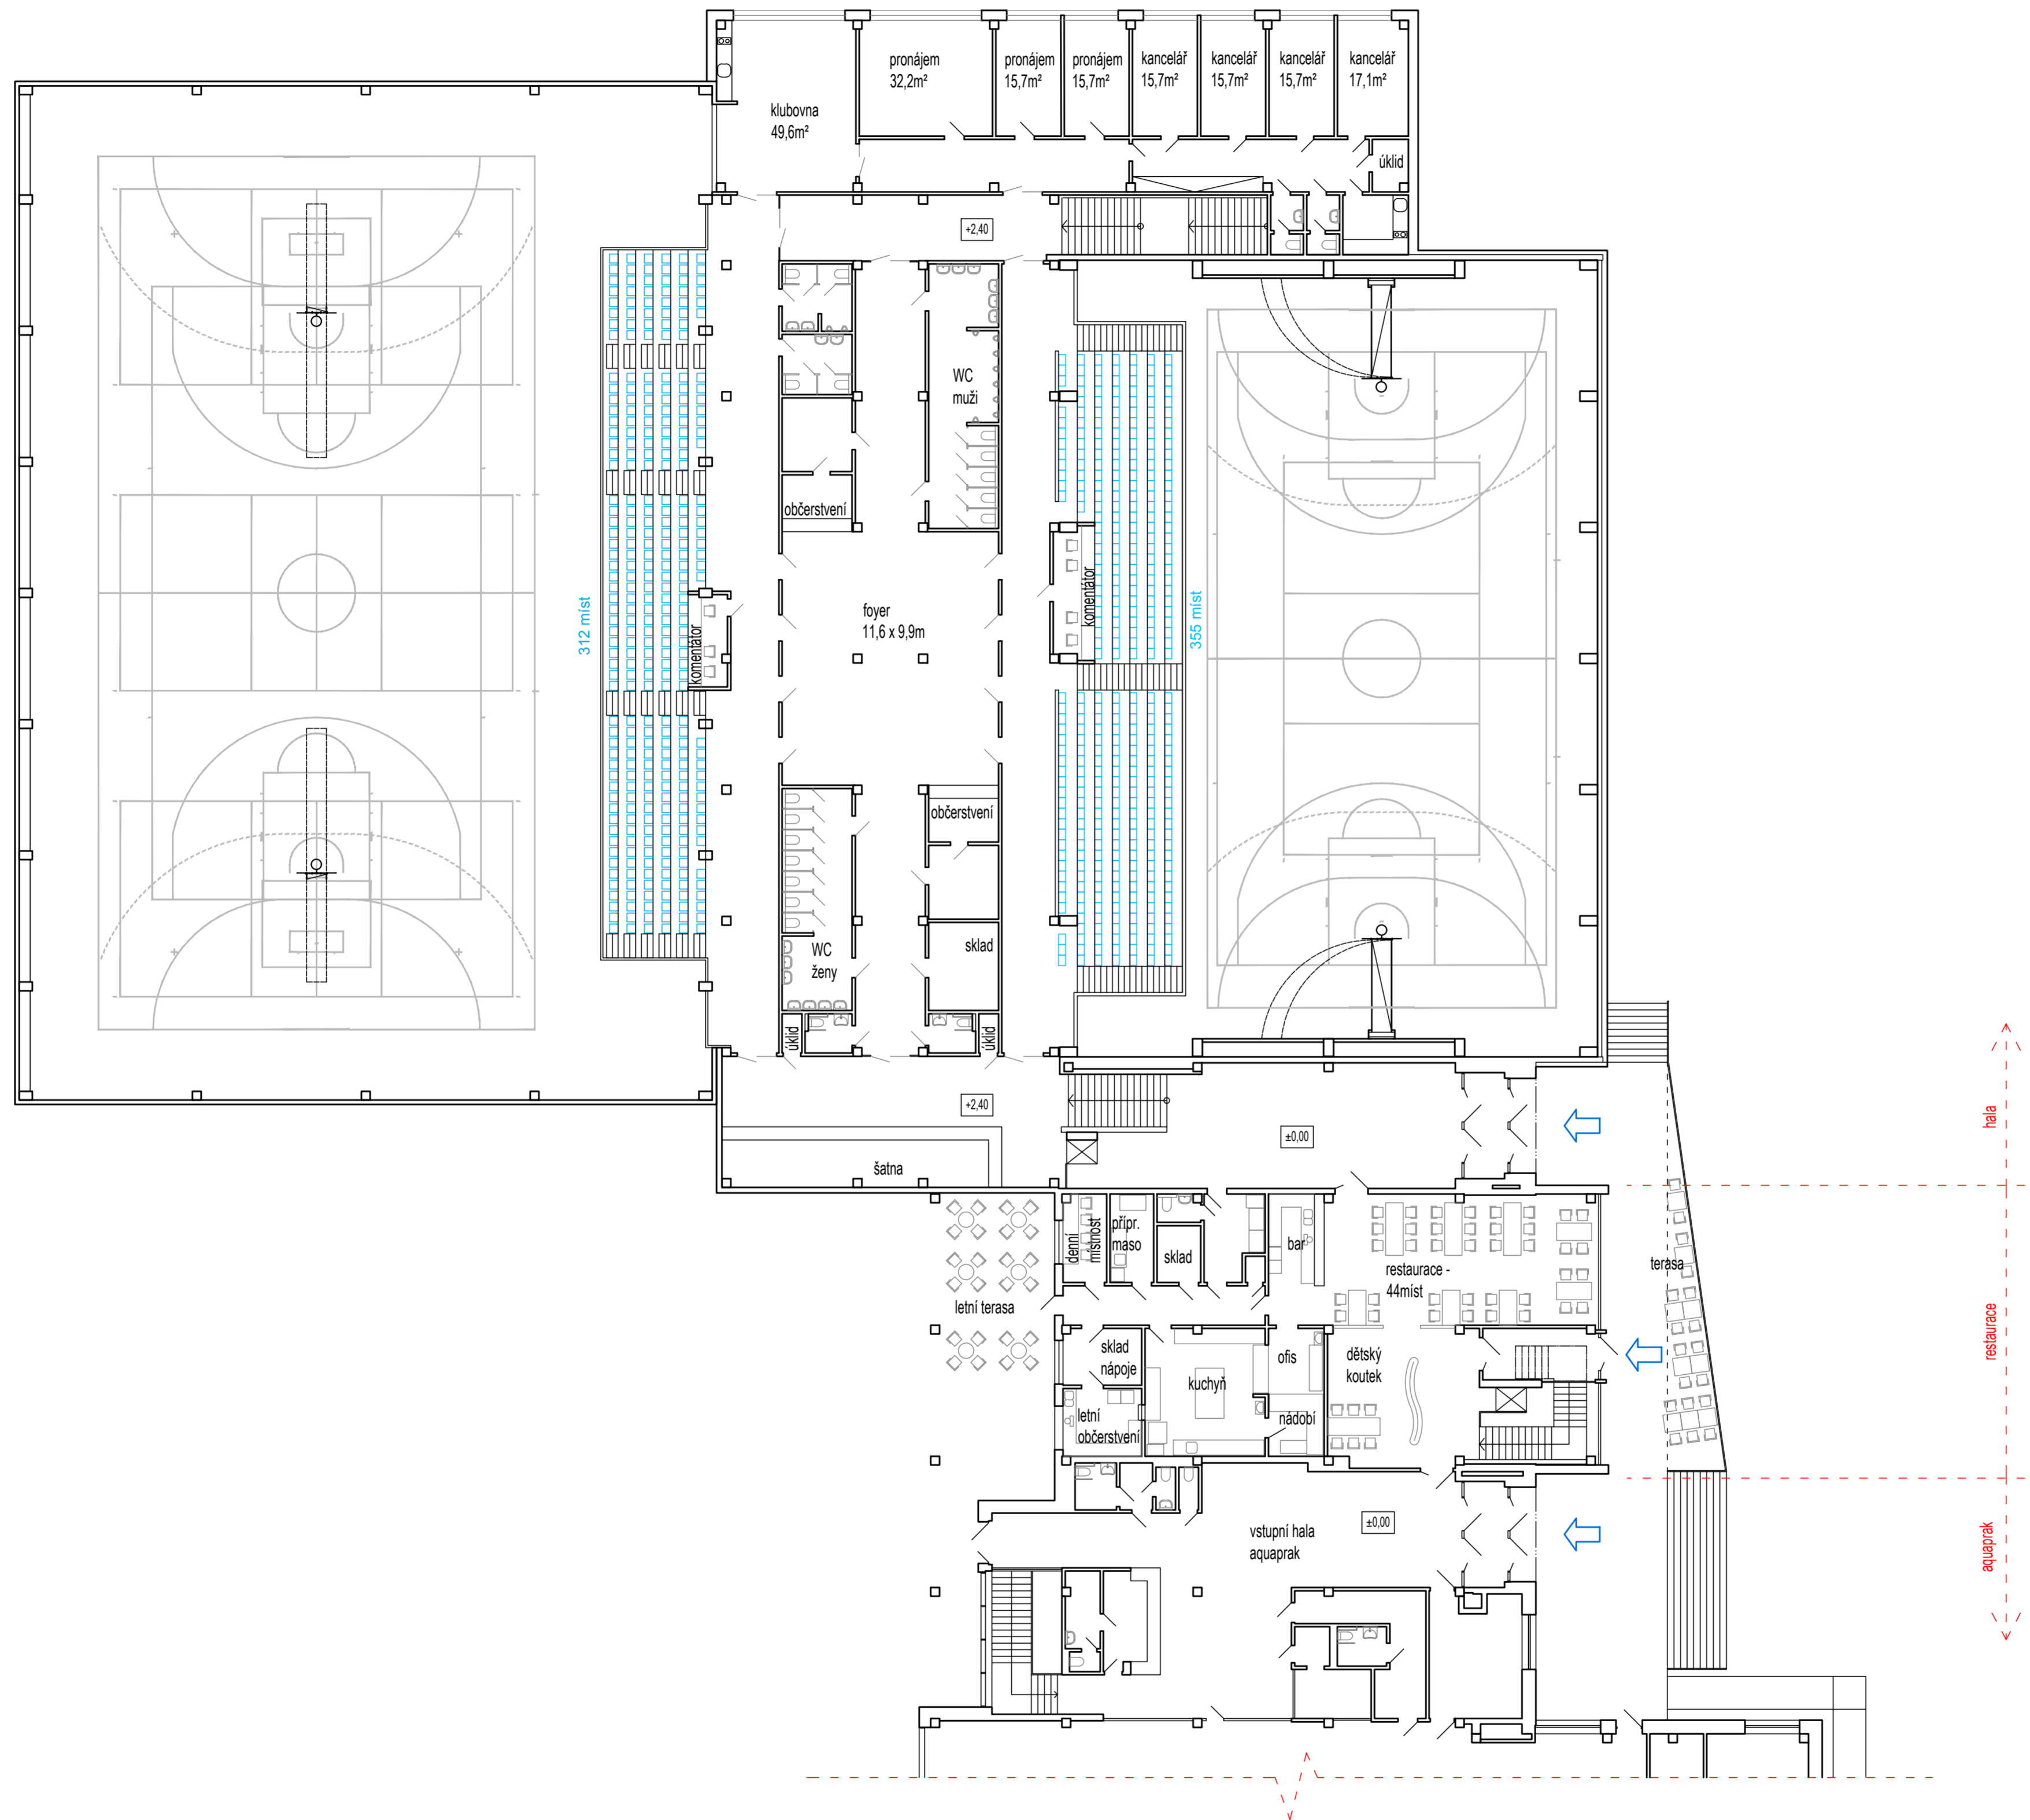 pronájem
32,2m²
pronájem
15,7m²
pronájem
15,7m²
kancelář
15,7m²
kancelář
15,7m²
kancelář
15,7m²
kancelář
17,1m²
klubovna
49,6m²
úklid
+2,40
WC
muži
občerstvení
312 míst
komentátor
foyer
11,6 x 9,9m
komentátor
355 míst
občerstvení
sklad
WC
ženy
úklid
úklid
+2,40
±0,00
šatna
hala
denní
místnost
přípr.
maso
sklad
bar
restaurace -
44míst
terasa
letní terasa
restaurace
sklad
nápoje
kuchyň
ofis
dětský
koutek
letní
občerstvení
nádobí
vstupní hala
aquaprak
±0,00
aquaprak